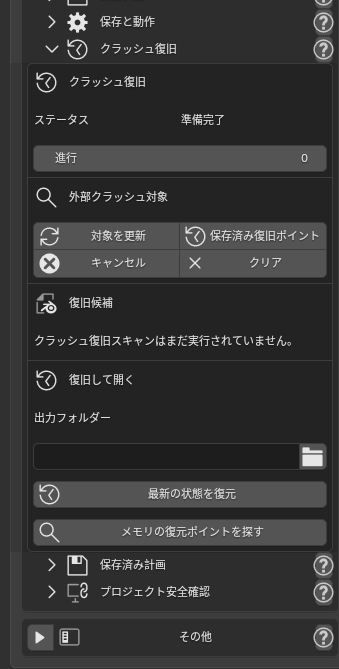 保存と動作
クラッシュ復旧
クラッシュ復旧
ステータス 準備完了
進行 0
外部クラッシュ対象
対象を更新 保存済み復旧ポイント
キャンセル クリア
復旧候補
クラッシュ復旧スキャンはまだ実行されていません。
復旧して開く
出力フォルダー
最新の状態を復元
メモリの復元ポイントを探す
保存済み計画
プロジェクト安全確認
その他